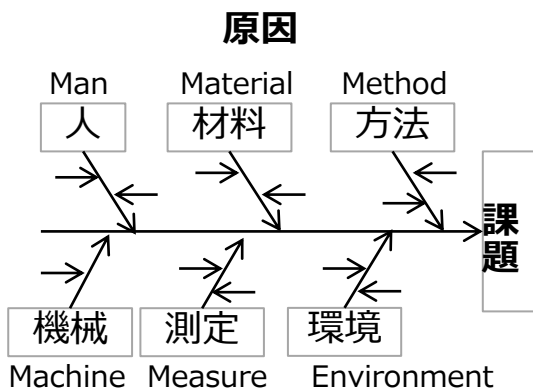 原因
Man
Material
Method
人
材料
方法
課題
機械
測定
環境
Machine
Measure
Environment